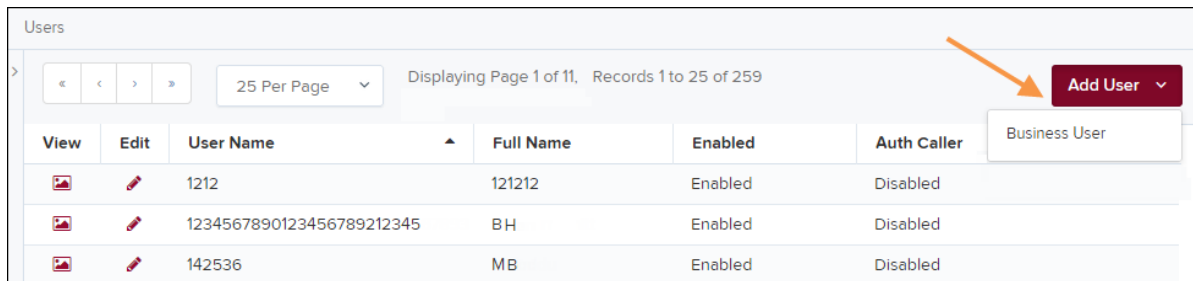 Users
25 Per Page Displaying Page 1 of 11, Records 1 to 25 of 259 Add User
Business User
View Edit User Name Full Name Enabled Auth Caller
1212 121212 Enabled Disabled
1234567890123456789212345 BH Enabled Disabled
142536 MB Enabled Disabled